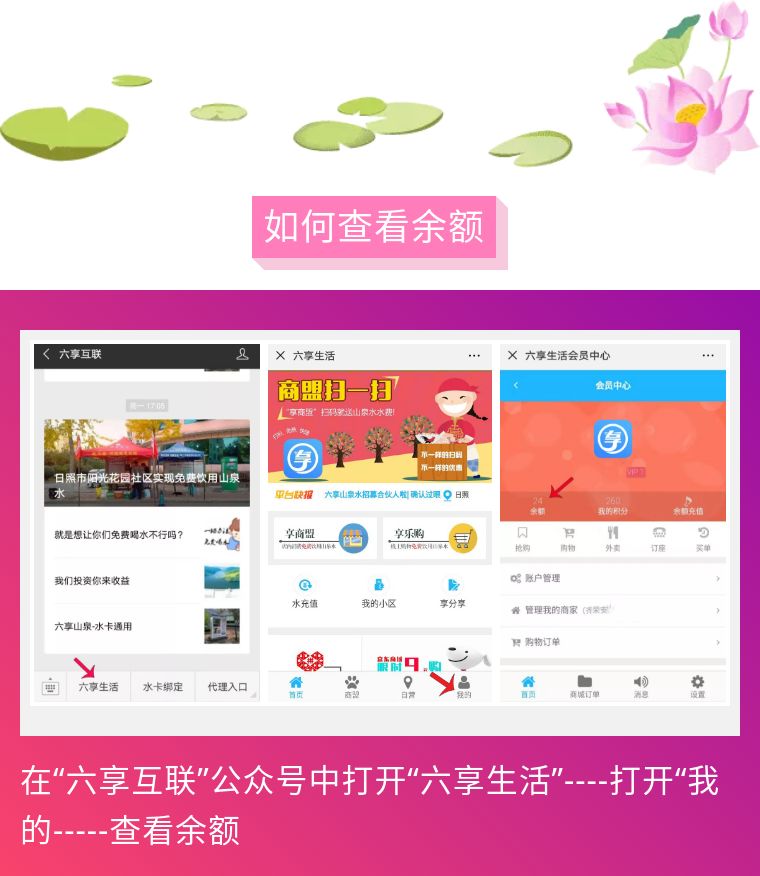 如何查看余额
六享互联
周一 17:05
日照市阳光花园社区实现免费饮用山泉水
就是想让你们免费喝水不行吗？
我们投资你来收益
六享山泉-水卡通用
六享生活
水卡绑定
代理入口
六享生活
商盟扫一扫
“享商盟”扫码就送山泉水水费!
不一样的扫码
不一样的优惠
平台快报
六享山泉水招募合伙人啦| 确认过眼
日照
享商盟
享乐购
水充值
我的小区
享分享
京东商城
限时9.
购
首页
商盟
自营
我的
六享生活会员中心
会员中心
VIP 1
24
余额
260
我的积分
余额充值
抢购
购物
外卖
订座
买单
账户管理
管理我的商家
购物订单
首页
商城订单
消息
设置
在“六享互联”公众号中打开“六享生活”----打开“我
的-----查看余额